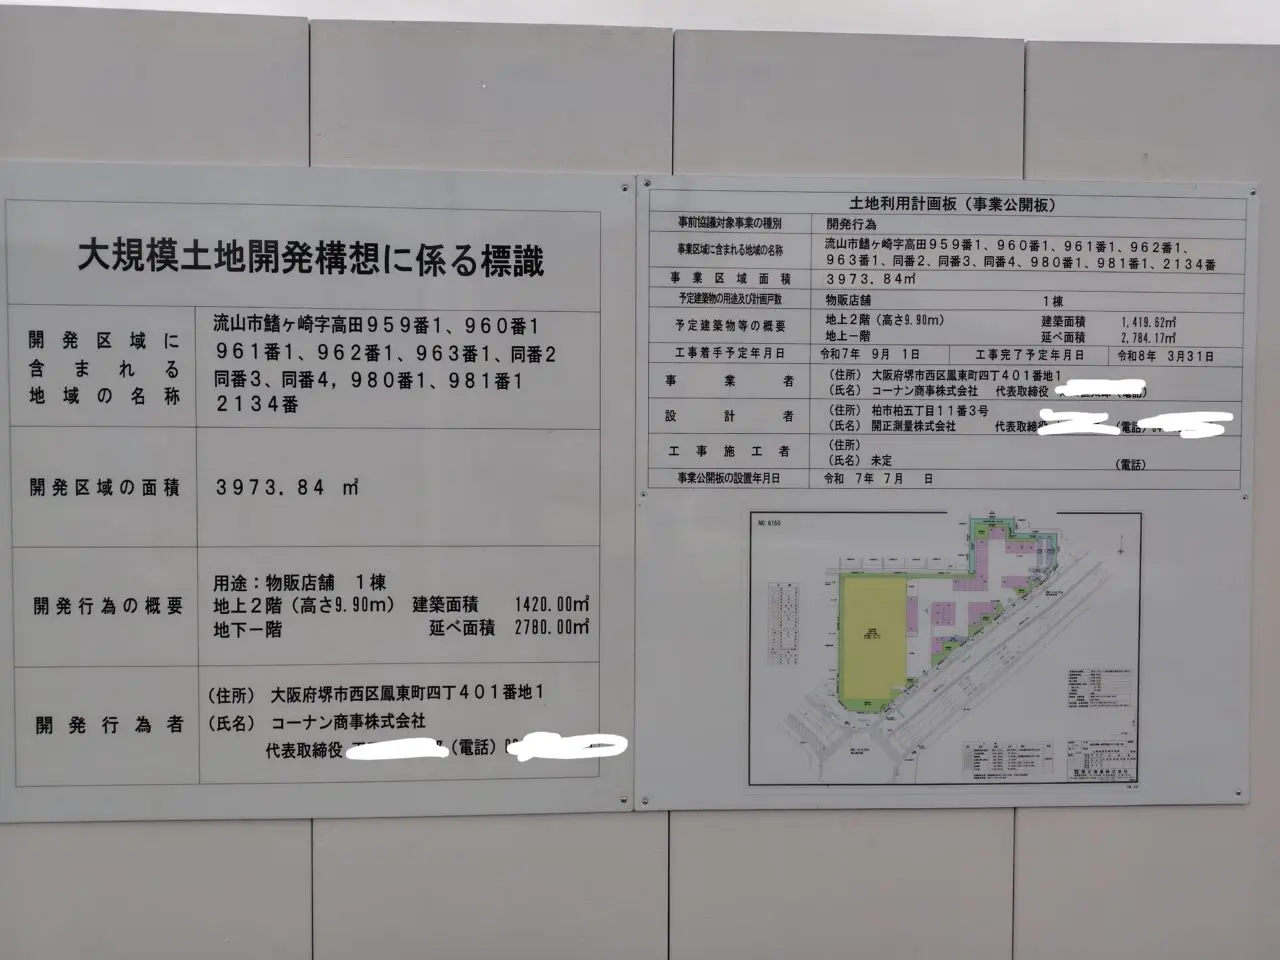 大規模土地開発構想に係る標識
開発区域に
含まれる
地域の名称
流山市鰭ヶ崎字高田959番1、960番1
961番1、962番1、963番1、同番2
同番3、同番4，980番1、981番1
2134番
開発区域の面積
3973.84 ㎡
開発行為の概要
用途：物販店舗 1棟
地上2階（高さ9.90m） 建築面積 1420.00㎡
地下一階 延べ面積 2780.00㎡
開発行為者
（住所） 大阪府堺市西区鳳東町四丁401番地1
（氏名） コーナン商事株式会社
代表取締役 （電話）
土地利用計画板（事業公開板）
事前協議対象事業の種別 開発行為
事業区域に含まれる地域の名称
流山市鰭ヶ崎字高田959番1、960番1、961番1、962番1、
963番1、同番2、同番3、同番4、980番1、981番1、2134番
事業区域面積 3973.84㎡
予定建築物の用途及び計画戸数 物販店舗 1棟
予定建築物等の概要
地上2階（高さ9.90m） 建築面積 1,419.62㎡
地上一階 延べ面積 2,784.17㎡
工事着手予定年月日 令和7年 9月 1日 工事完了予定年月日 令和8年 3月31日
事業者
（住所） 大阪府堺市西区鳳東町四丁401番地1
（氏名） コーナン商事株式会社 代表取締役 （電話）
設計者
（住所） 柏市柏五丁目11番3号
（氏名） 開正測量株式会社 代表取締役 （電話）
工事施工者
（住所）
（氏名） 未定 （電話）
事業公開板の設置年月日 令和 7年 7月 日
NO 6150